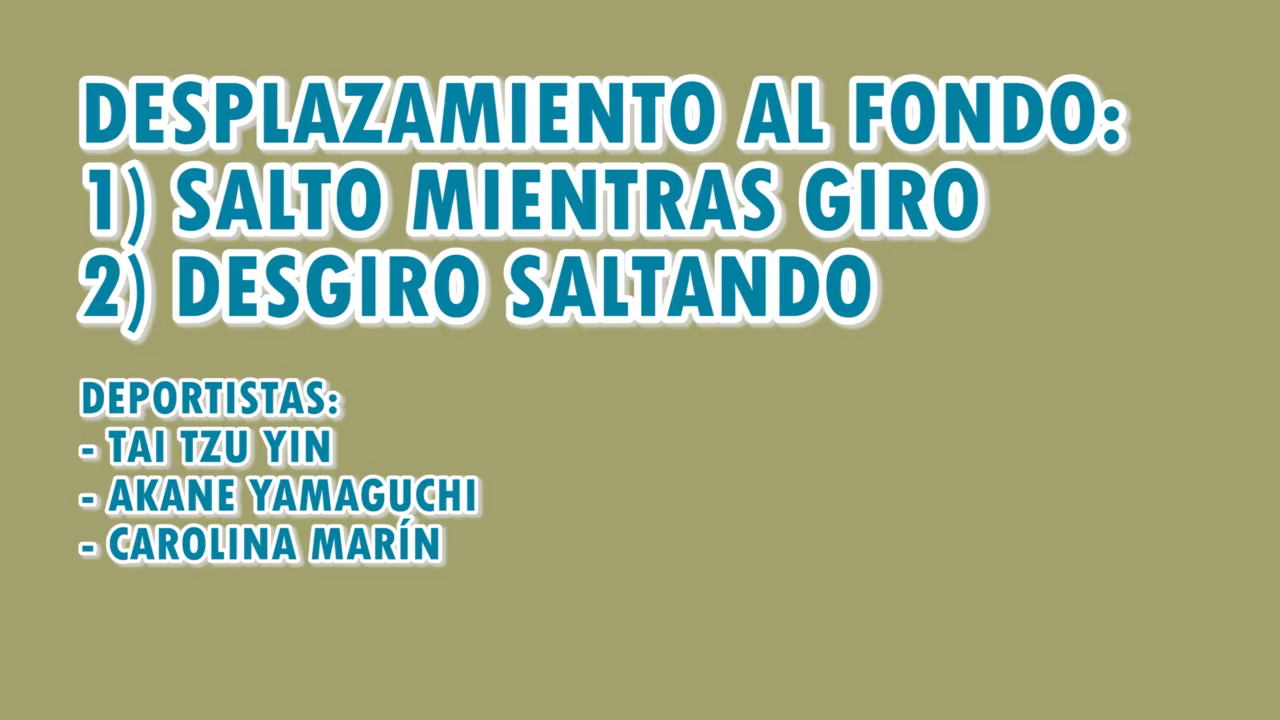 DESPLAZAMIENTO AL FONDO:
1) SALTO MIENTRAS GIRO
2) DESGIRO SALTANDO
DEPORTISTAS:
- TAI TZU YIN
- AKANE YAMAGUCHI
- CAROLINA MARÍN